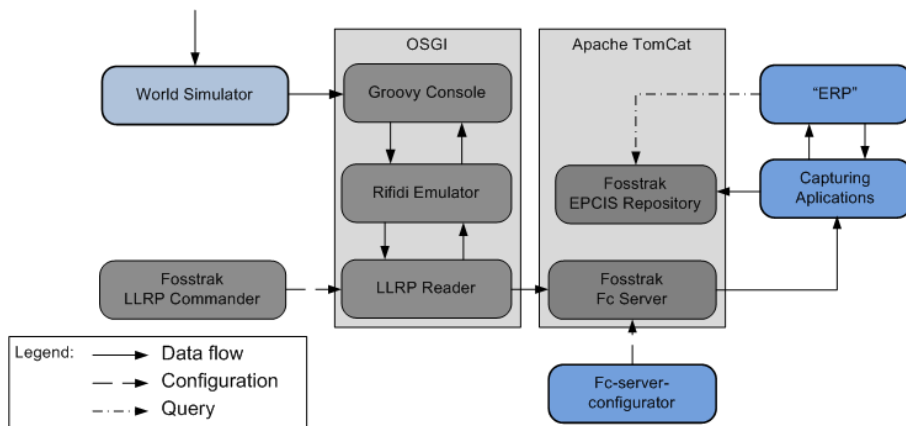 OSGI
Apache TomCat
World Simulator
Groovy Console
"ERP"
Rifidi Emulator
Fosstrak
EPCIS Repository
Capturing
Aplications
Fosstrak
LLRP Commander
LLRP Reader
Fosstrak
Fc Server
Legend:
Data flow
Configuration
Query
Fc-server-
configurator